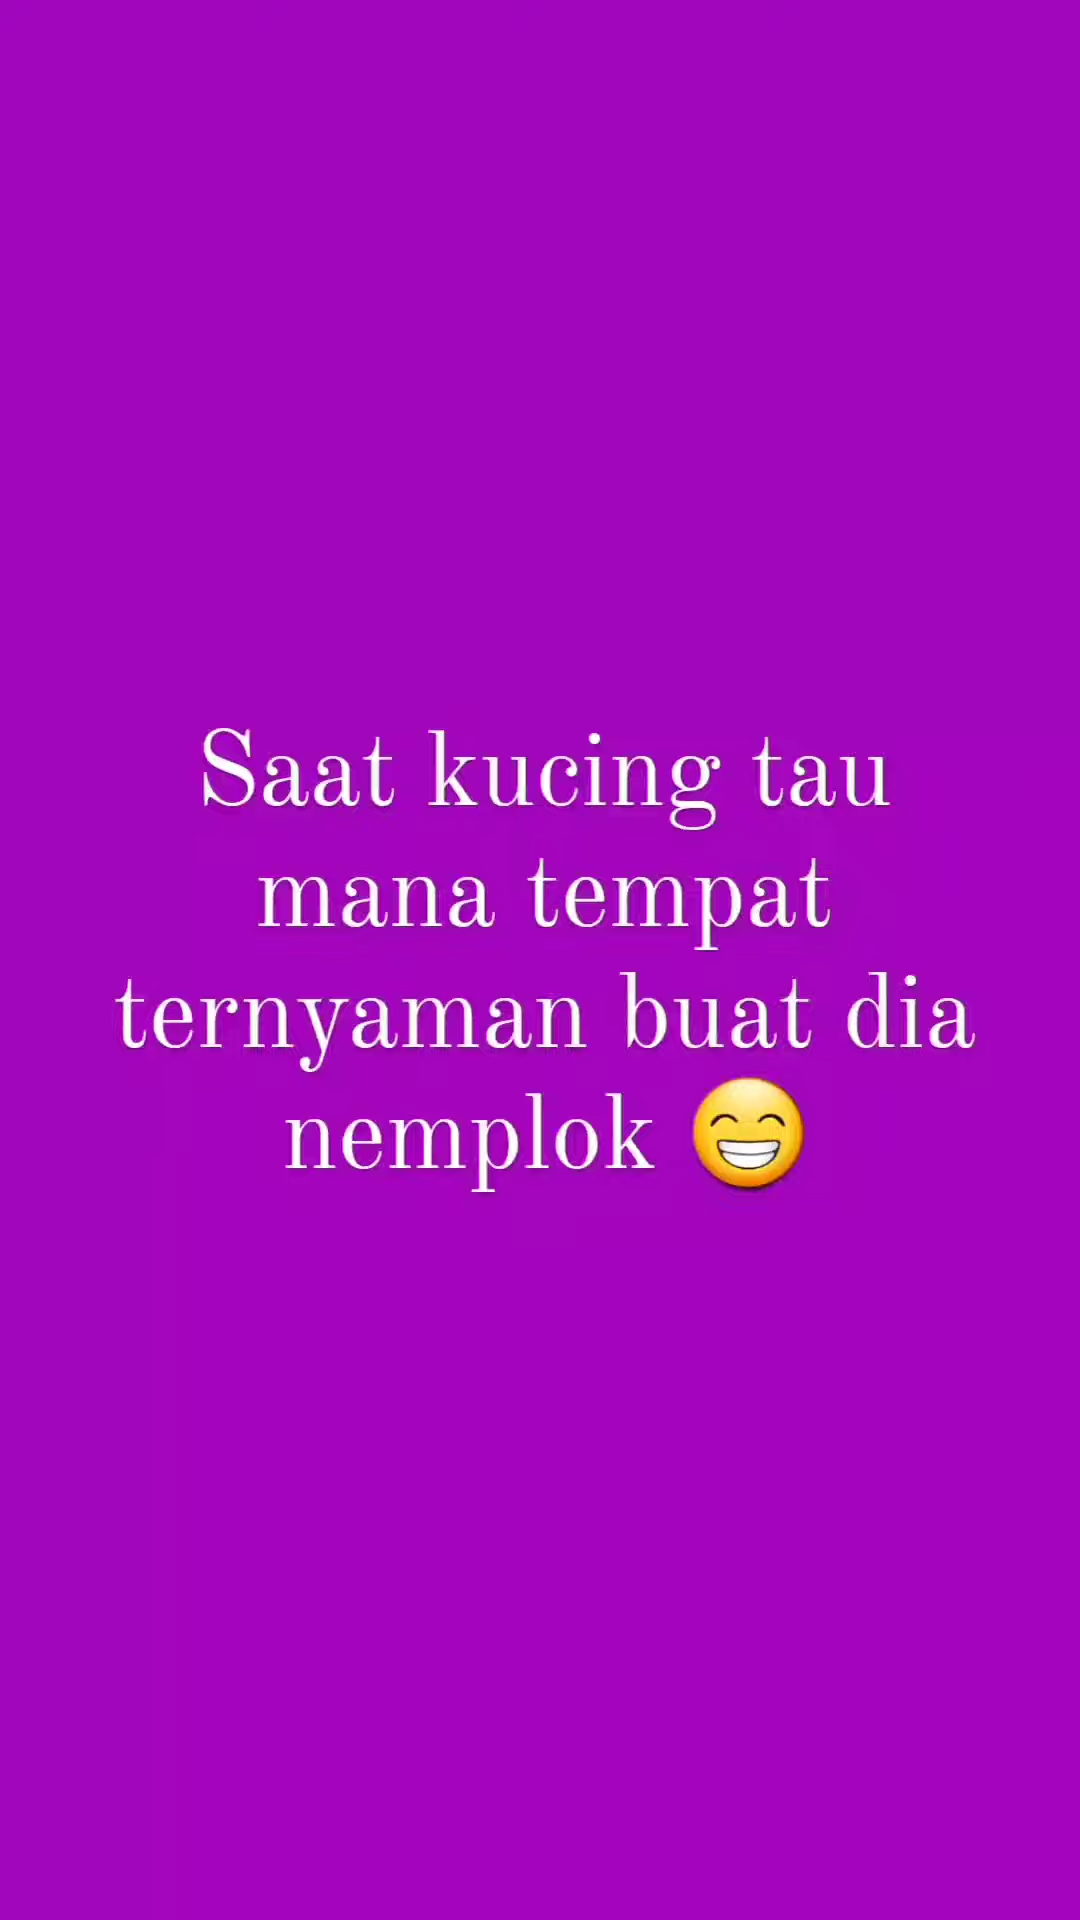 Saat kucing tau
mana tempat
ternyaman buat dia
nemplok 😁